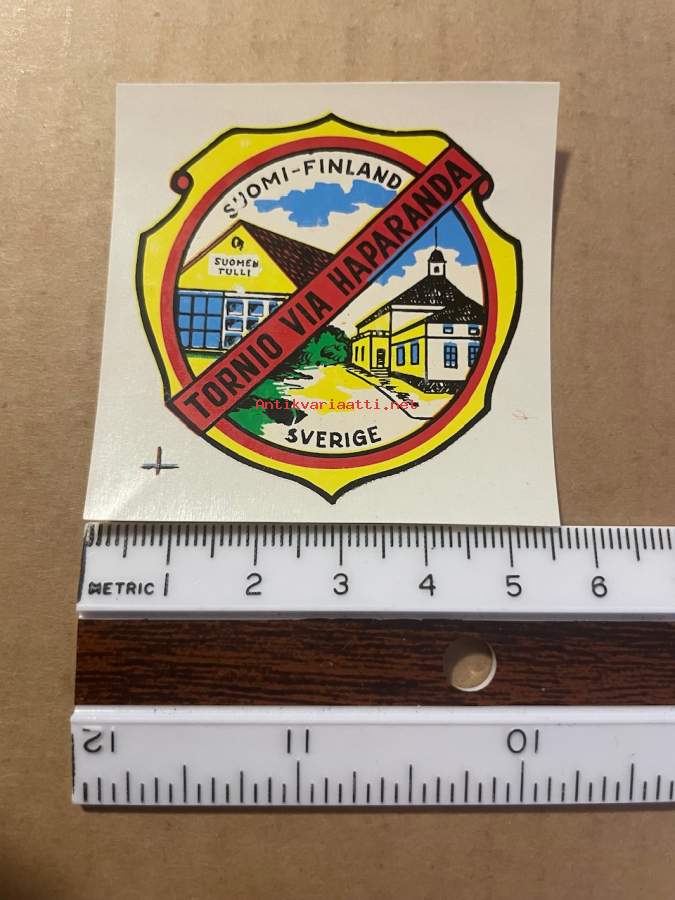 SUOMI-FINLAND
SUOMEN
TULLI
TORNIO VIA HAPARANDA
Antikvariaatti.net
SVERIGE
METRIC 1 2 3 4 5 6
12 11 10